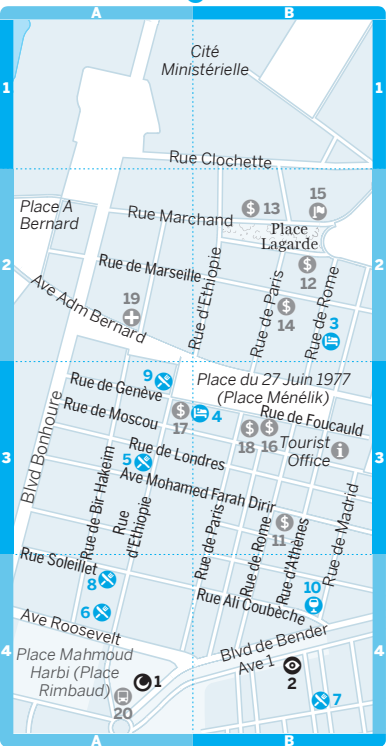 A
B
1
1
Cité
Ministérielle
Rue Clochette
Place A
Bernard
Rue Marchand
13
15
Place
Lagarde
2
2
Rue de Marseille
Rue d'Ethiopie
12
Rue de Paris
Rue de Rome
Ave Adm Bernard
19
14
3
9
Rue de Genève
Place du 27 Juin 1977
(Place Ménélik)
Rue de Moscou
17
4
Rue de Foucauld
18
16
Tourist
Office
3
3
Blvd Bonhoure
Rue de Londres
5
Ave Mohamed Farah Dirir
Rue de Bir Hakeim
Rue
d'Ethiopie
11
Rue de Paris
Rue de Rome
Rue d'Athènes
Rue de Madrid
Rue Soleillet
8
10
Rue Ali Coubèche
6
Ave Roosevelt
Blvd de Bender
Ave 1
4
4
Place Mahmoud
Harbi (Place
Rimbaud)
1
2
20
7
A
B